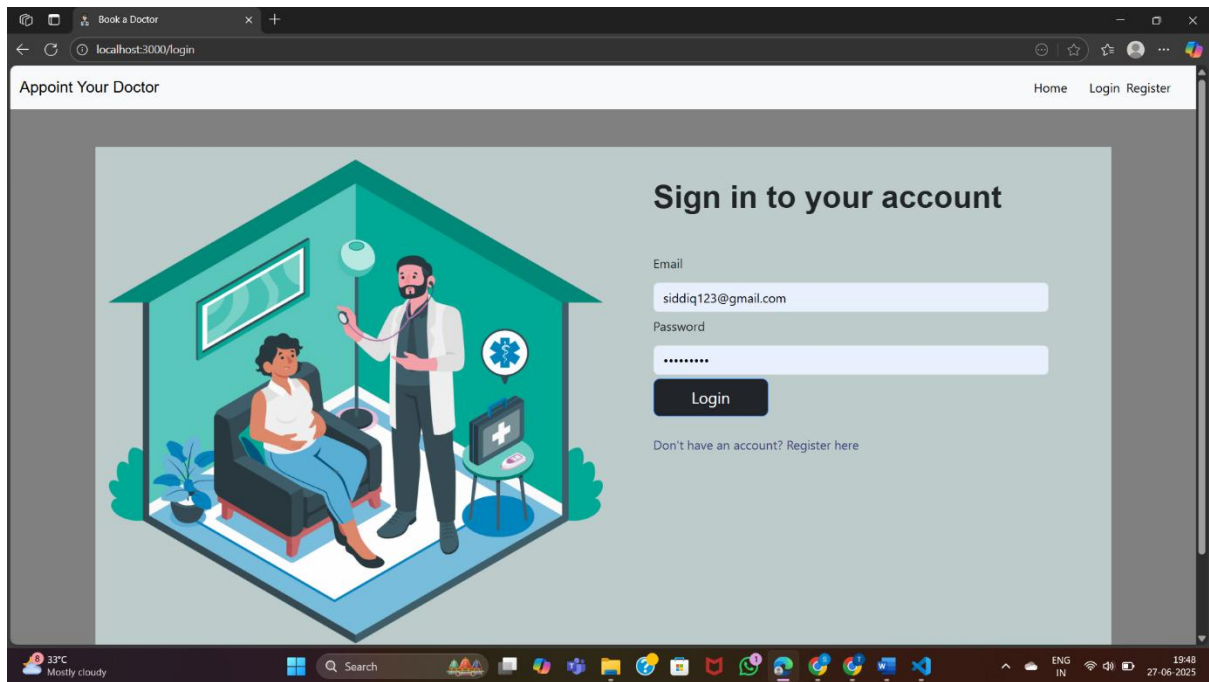 Book a Doctor
localhost:3000/login
Appoint Your Doctor
Home Login Register
Sign in to your account
Email
siddiq123@gmail.com
Password
•••••••••
Login
Don't have an account? Register here
8
33°C
Mostly cloudy
Search
ENG
IN
19:48
27-06-2025